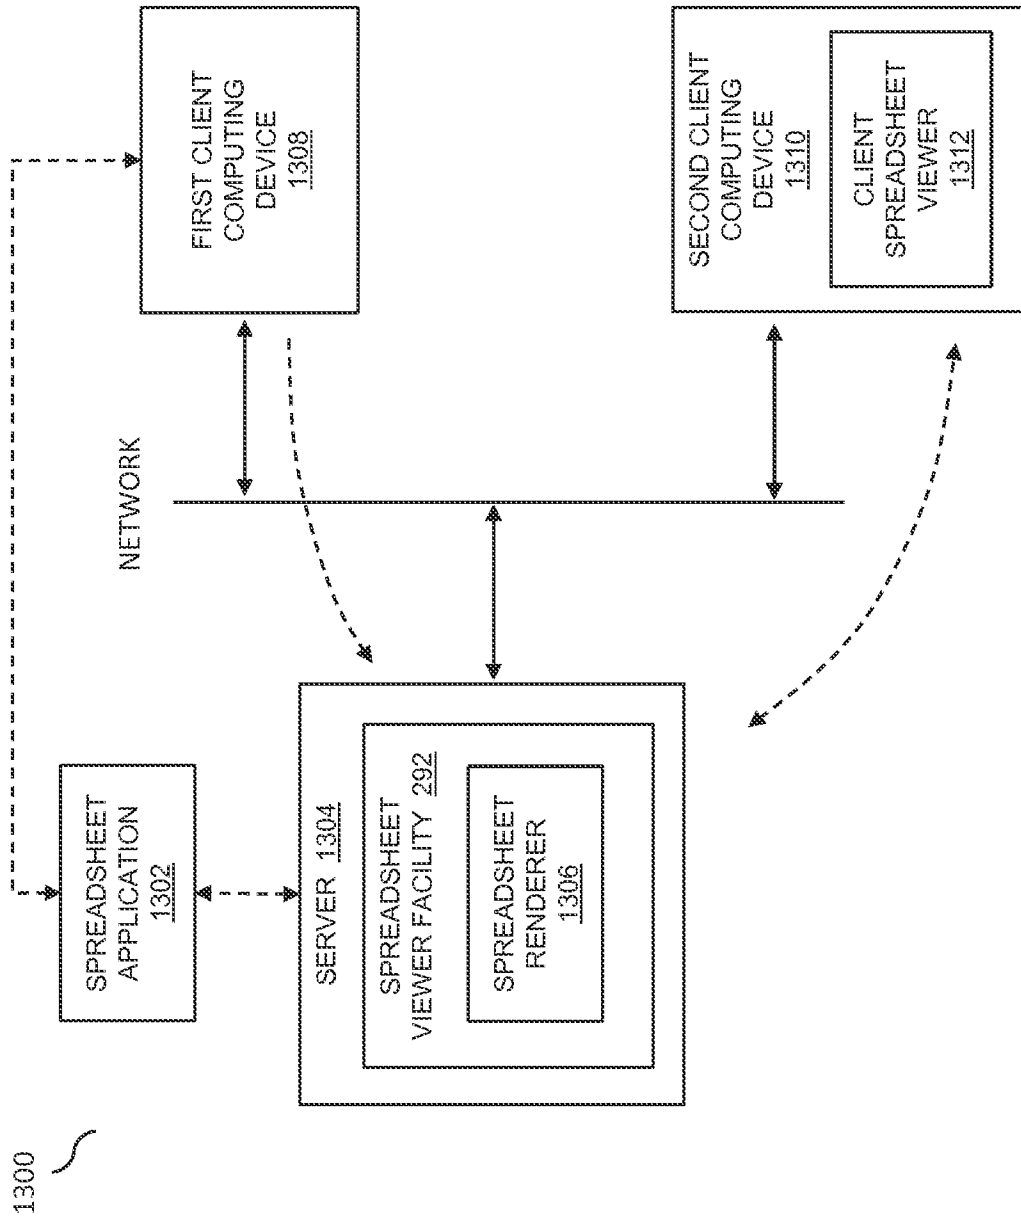 1300
SPREADSHEET
APPLICATION
1302
SERVER 1304
SPREADSHEET
VIEWER FACILITY 292
SPREADSHEET
RENDERER
1306
NETWORK
FIRST CLIENT
COMPUTING
DEVICE
1308
SECOND CLIENT
COMPUTING
DEVICE
1310
CLIENT
SPREADSHEET
VIEWER
1312